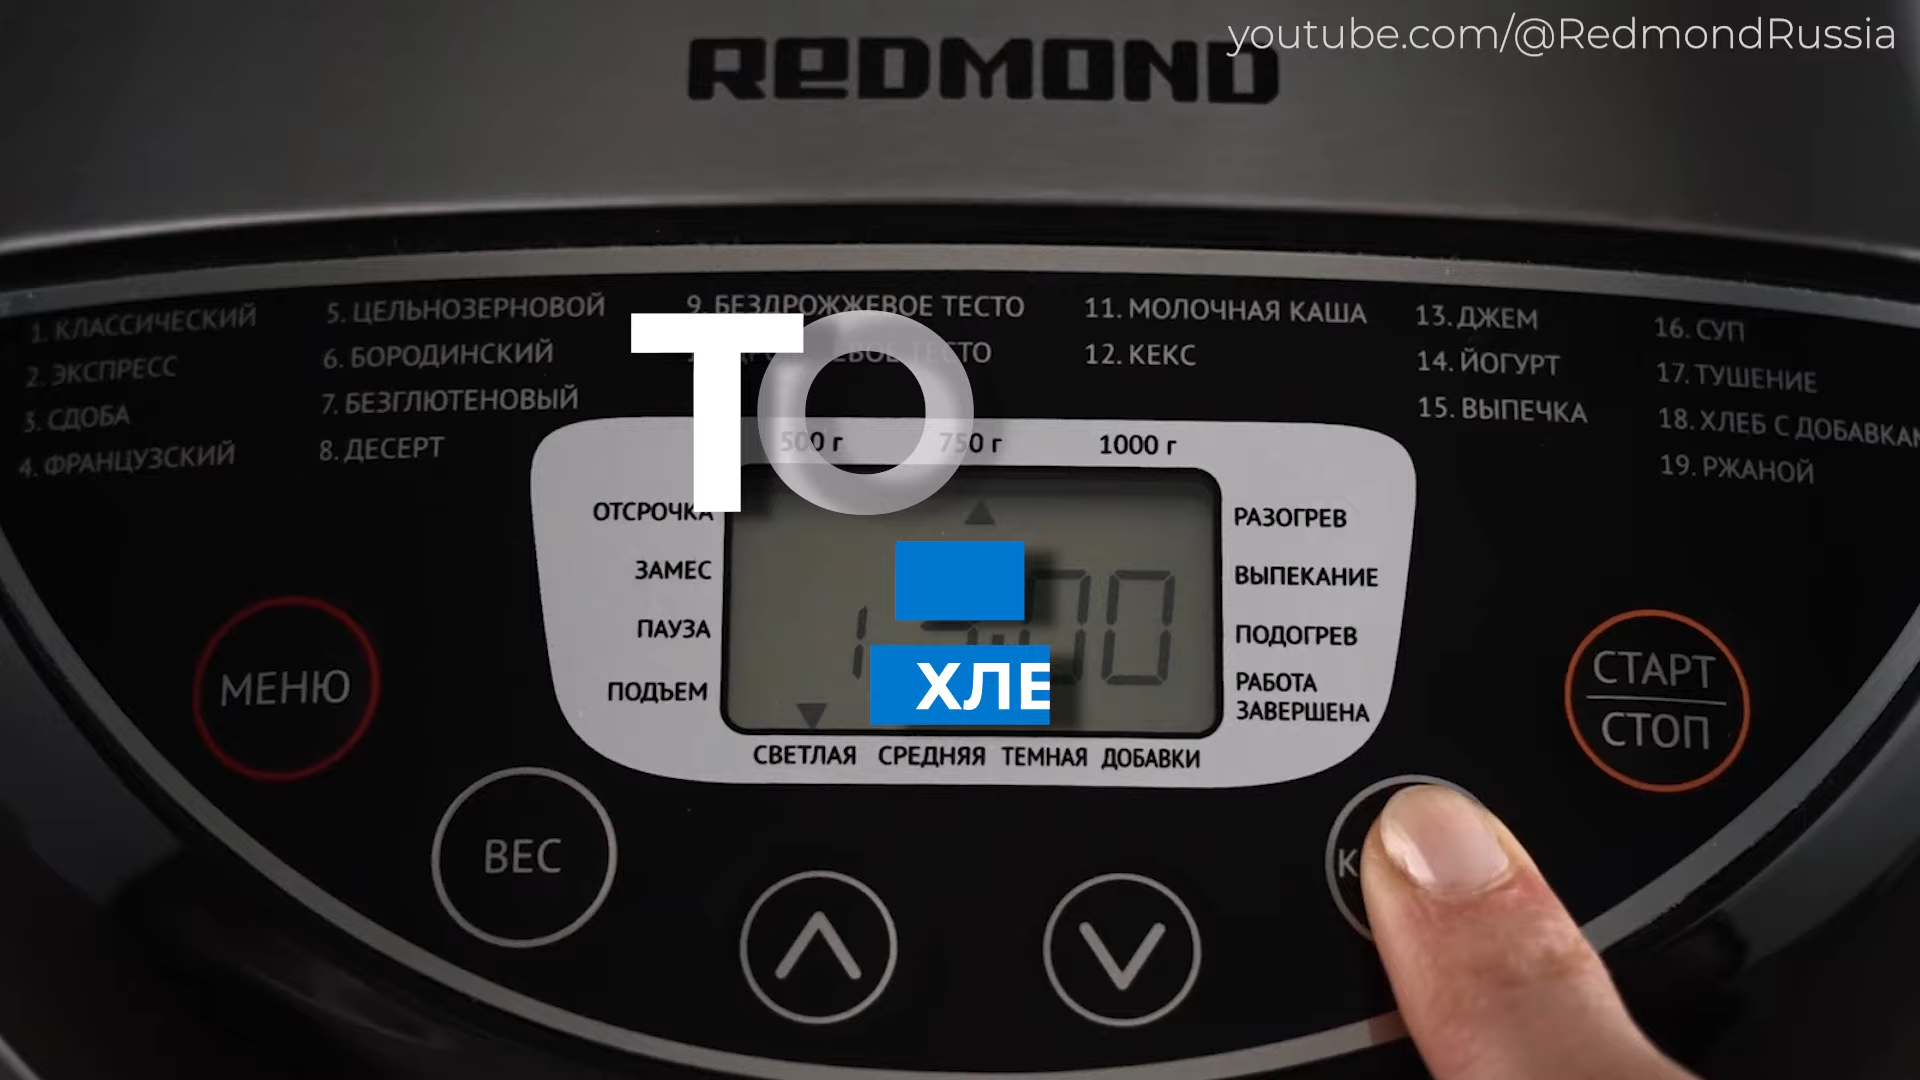 youtube.com/@RedmondRussia
REDMOND
1. КЛАССИЧЕСКИЙ
2. ЭКСПРЕСС
3. СДОБА
4. ФРАНЦУЗСКИЙ
5. ЦЕЛЬНОЗЕРНОВОЙ
6. БОРОДИНСКИЙ
7. БЕЗГЛЮТЕНОВЫЙ
8. ДЕСЕРТ
9. БЕЗДРОЖЖЕВОЕ ТЕСТО
ТЕСТО
11. МОЛОЧНАЯ КАША
12. КЕКС
13. ДЖЕМ
14. ЙОГУРТ
15. ВЫПЕЧКА
16. СУП
17. ТУШЕНИЕ
18. ХЛЕБ С ДОБАВКАМ
19. РЖАНОЙ
ТО
500 г 750 г 1000 г
ОТСРОЧКА
ЗАМЕС
ПАУЗА
ПОДЪЕМ
ХЛЕ
РАЗОГРЕВ
ВЫПЕКАНИЕ
ПОДОГРЕВ
РАБОТА
ЗАВЕРШЕНА
СВЕТЛАЯ СРЕДНЯЯ ТЕМНАЯ ДОБАВКИ
МЕНЮ
ВЕС
СТАРТ
СТОП